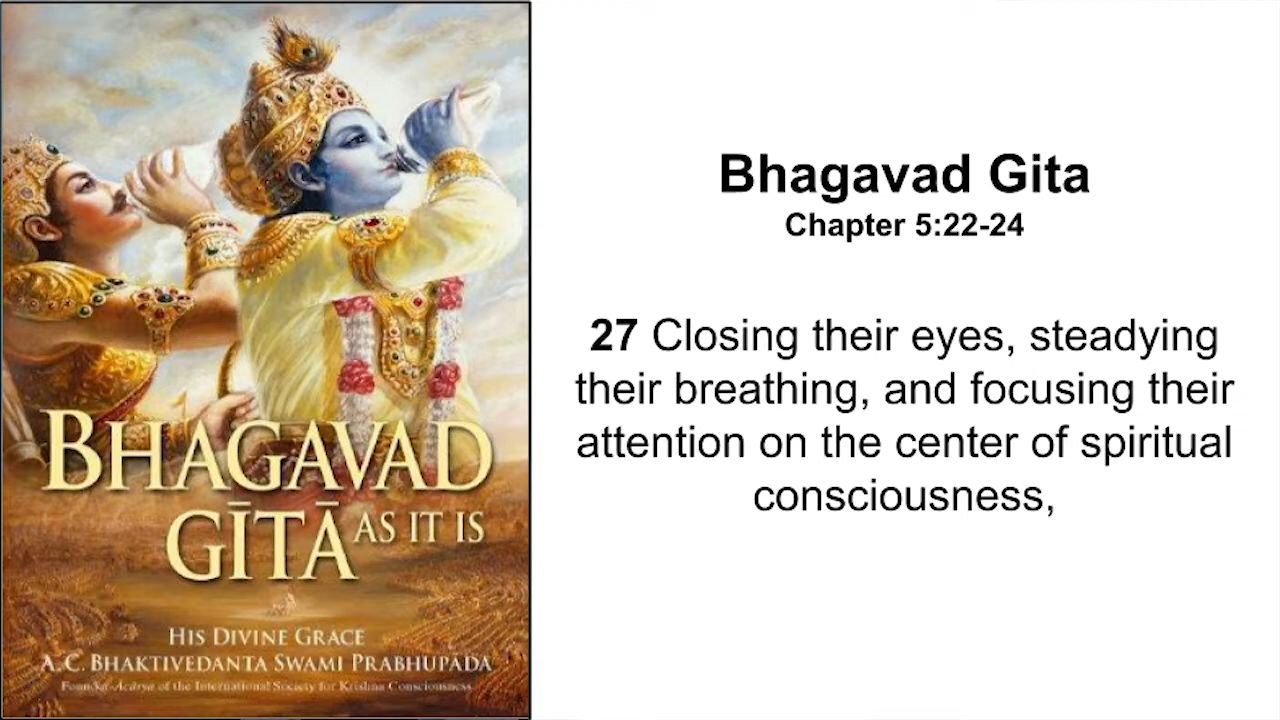 BHAGAVAD
GĪTĀ AS IT IS
HIS DIVINE GRACE
A.C. BHAKTIVEDANTA SWAMI PRABHUPADA
Founder-Ācārya of the International Society for Krishna Consciousness
Bhagavad Gita
Chapter 5:22-24
27 Closing their eyes, steadying
their breathing, and focusing their
attention on the center of spiritual
consciousness,